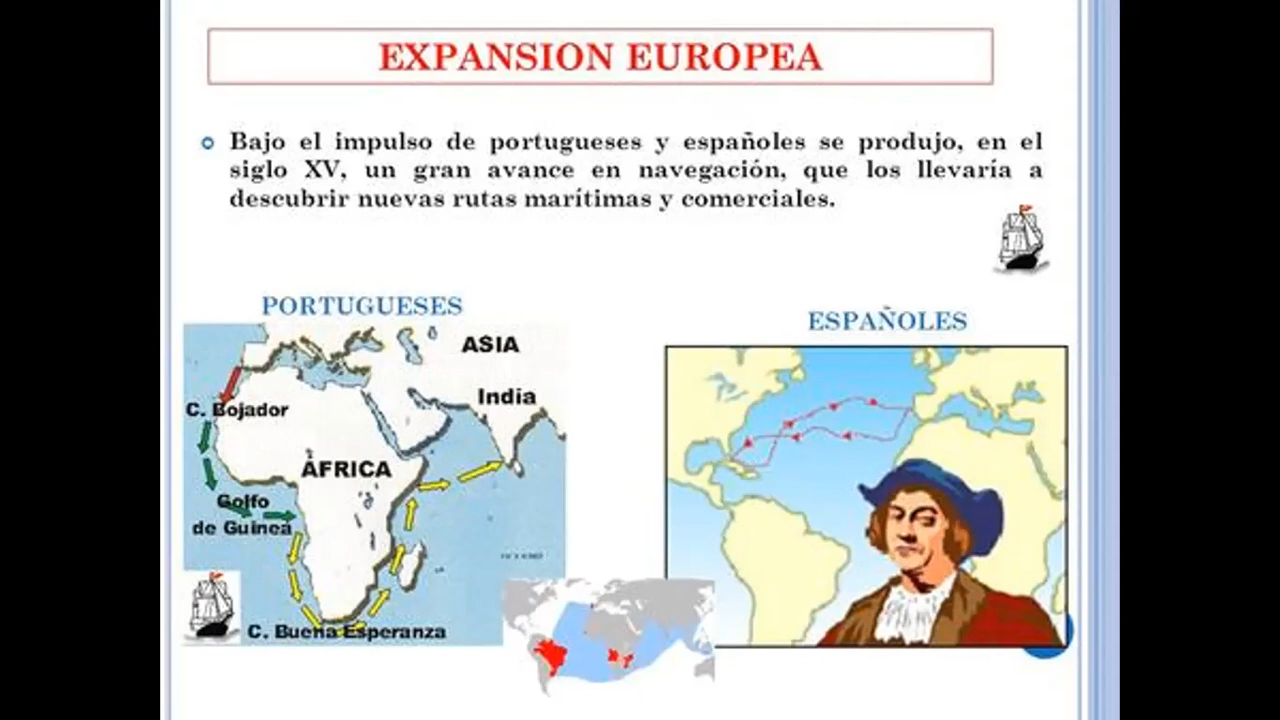 EXPANSION EUROPEA
Bajo el impulso de portugueses y españoles se produjo, en el
siglo XV, un gran avance en navegación, que los llevaría a
descubrir nuevas rutas marítimas y comerciales.
PORTUGUESES
ASIA
India
C. Bojador
ÁFRICA
Golfo
de Guinea
C. Buena Esperanza
ESPAÑOLES